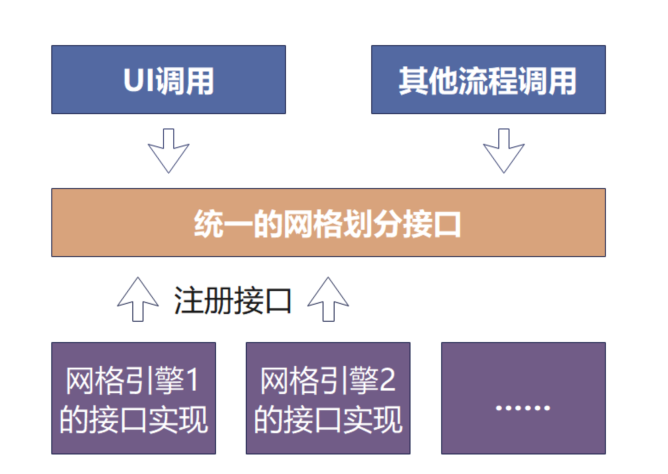 UI调用
其他流程调用
统一的网格划分接口
注册接口
网格引擎1
的接口实现
网格引擎2
的接口实现
……